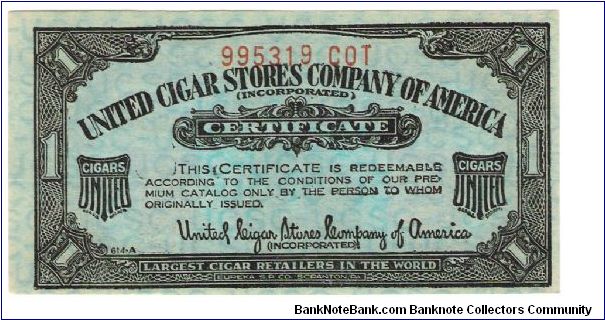 995319 COT
1 1
UNITED CIGAR STORES COMPANY OF AMERICA
(INCORPORATED)
CERTIFICATE
1 1
CIGARS CIGARS
UNITED UNITED
THIS CERTIFICATE IS REDEEMABLE
ACCORDING TO THE CONDITIONS OF OUR PRE-
MIUM CATALOG ONLY BY THE PERSON TO WHOM
ORIGINALLY ISSUED.
United Cigar Stores Company of America
(INCORPORATED)
614-A
1 1
LARGEST CIGAR RETAILERS IN THE WORLD
BankNoteBank.com Banknote Collectors Community